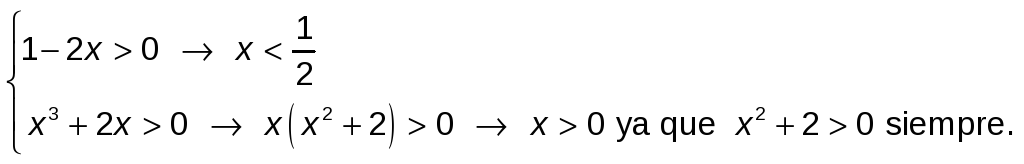 1 − 2x > 0 → x < 1/2
x³ + 2x > 0 → x(x² + 2) > 0 → x > 0 ya que x² + 2 > 0 siempre.